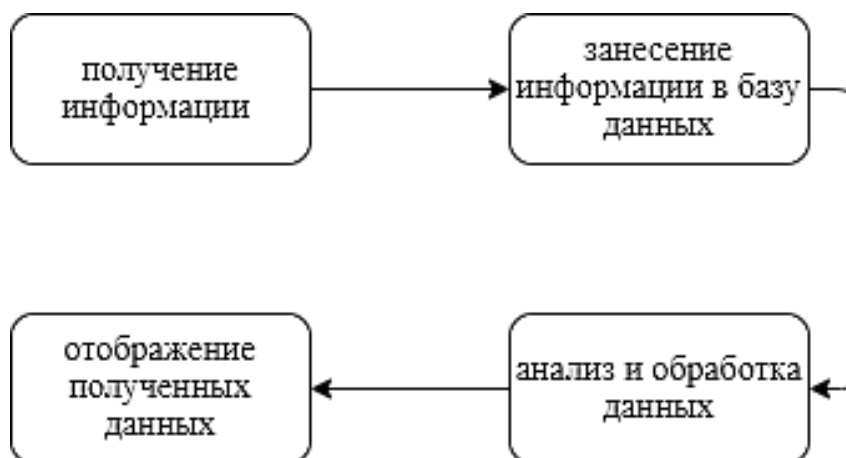 получение
информации
занесение
информации в базу
данных
отображение
полученных
данных
анализ и обработка
данных